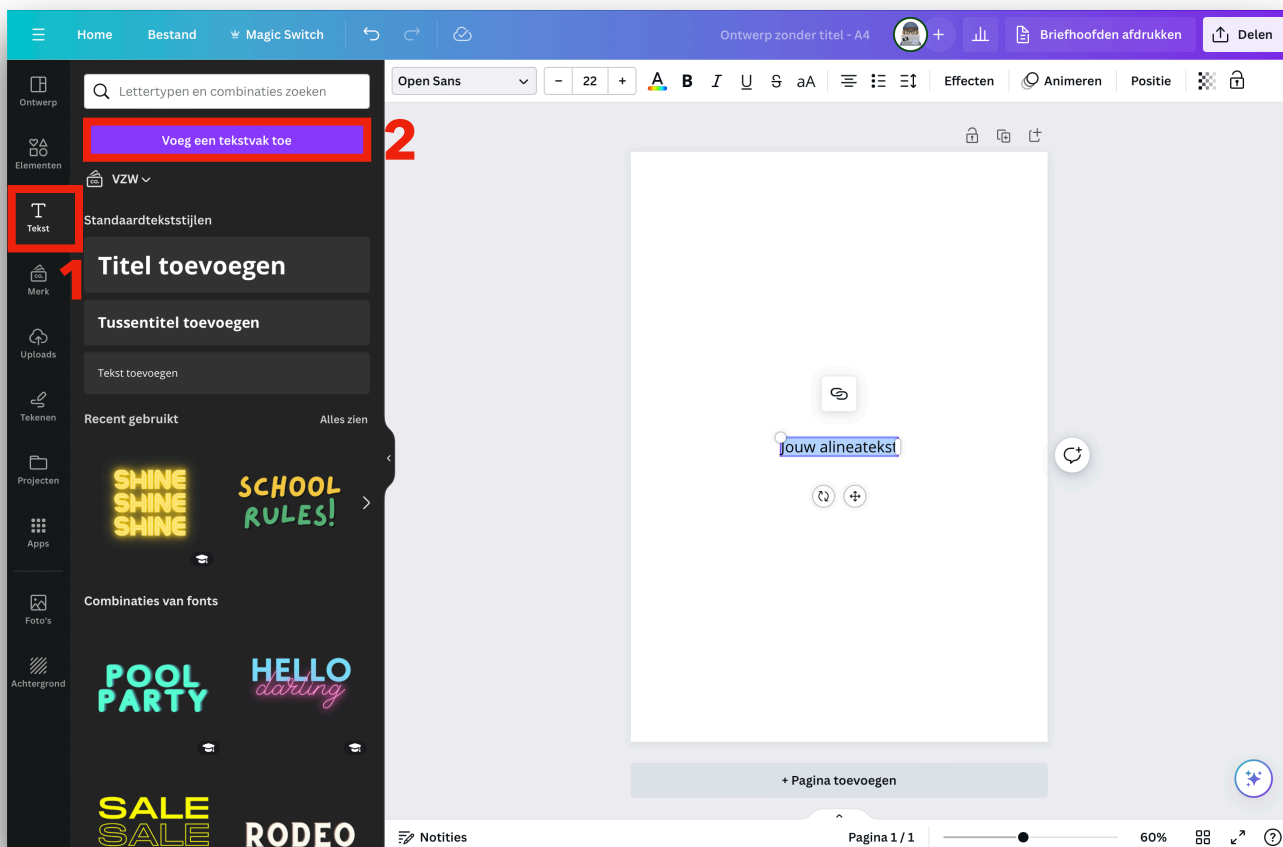 Home Bestand Magic Switch Ontwerp zonder titel - A4 + Briefhoofden afdrukken Delen
Ontwerp
Elementen
Tekst
Merk
Uploads
Tekenen
Projecten
Apps
Foto's
Achtergrond
1
Lettertypen en combinaties zoeken
Voeg een tekstvak toe
2
CO. VZW
Standaardtekststijlen
Titel toevoegen
Tussentitel toevoegen
Tekst toevoegen
Recent gebruikt Alles zien
SHINE
SHINE
SHINE
SCHOOL
RULES!
Combinaties van fonts
POOL
PARTY
HELLO
darling
SALE
SALE
RODEO
Open Sans – 22 + A B I U S aA Effecten Animeren Positie
Jouw alineatekst
+ Pagina toevoegen
Notities Pagina 1 / 1 60% ?